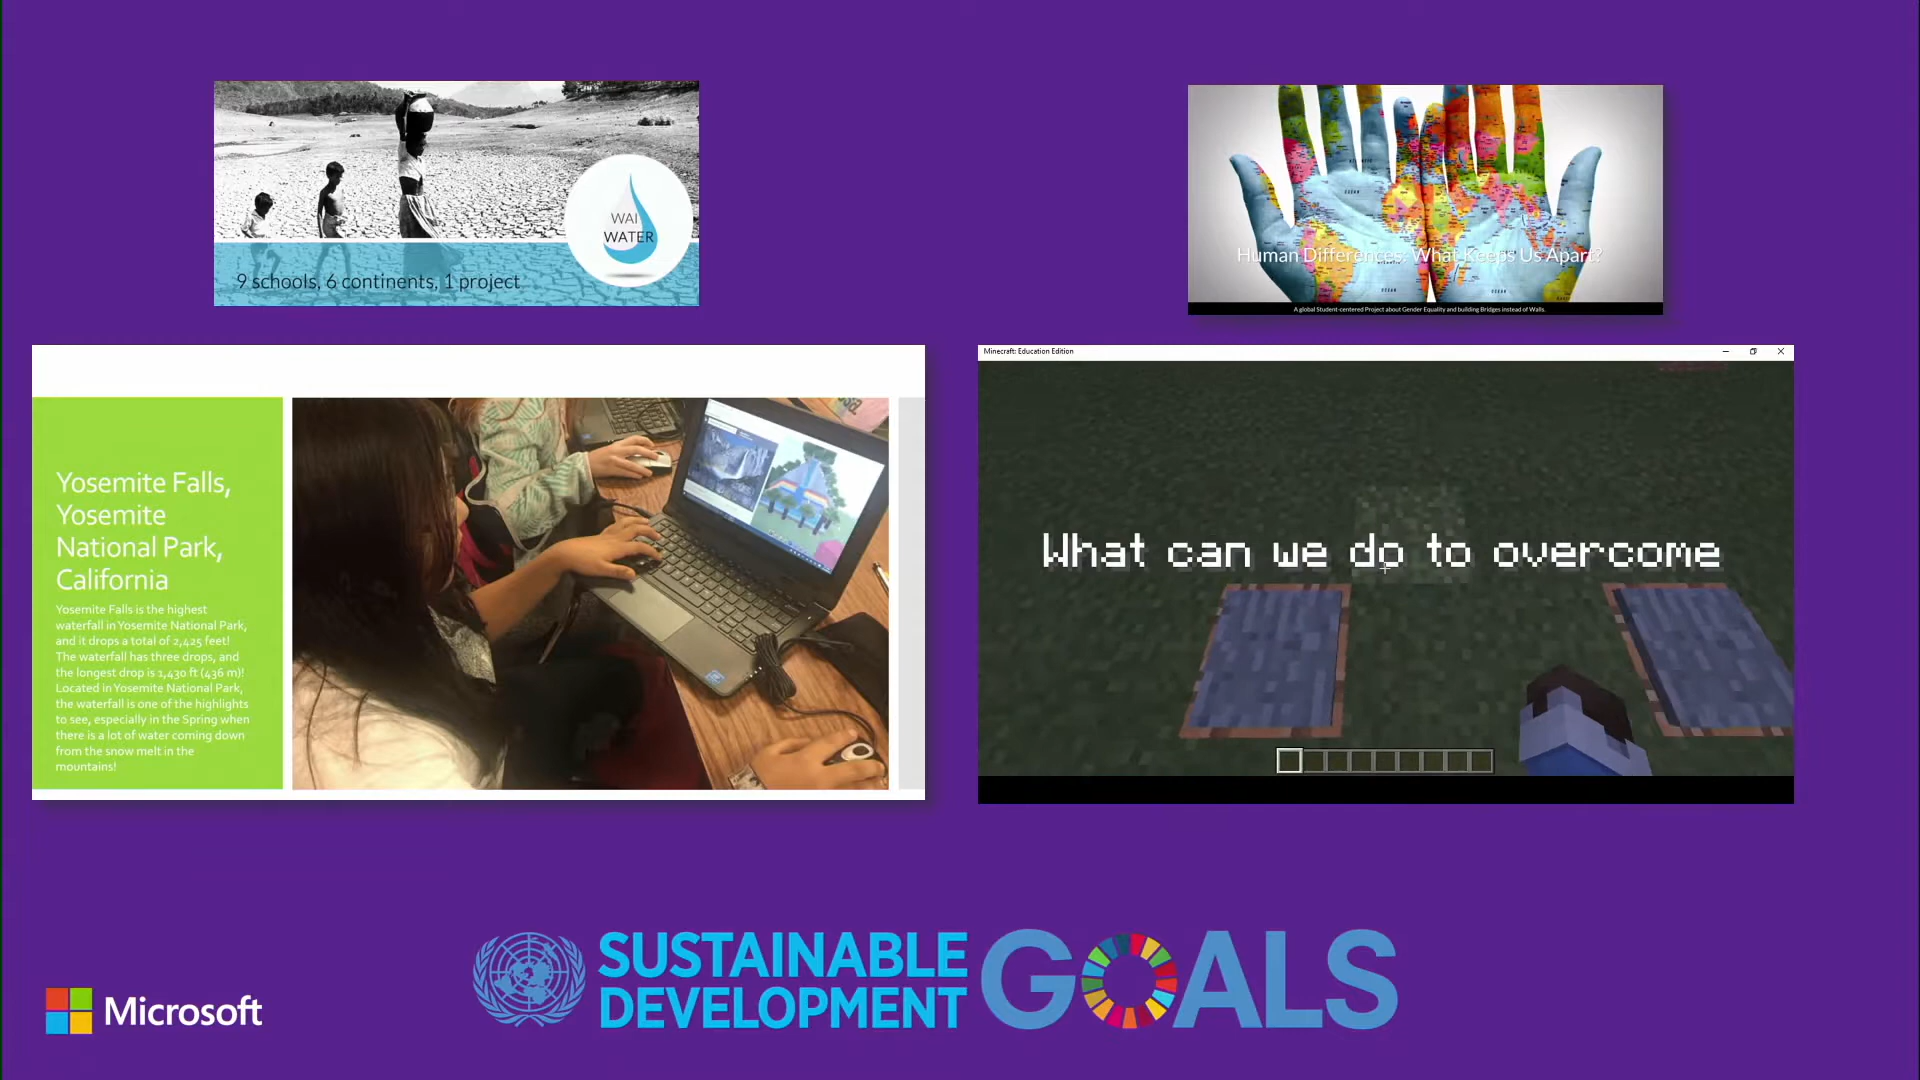 WAI
WATER
9 schools, 6 continents, 1 project
Human Differences: What Keeps Us Apart?
A global Student-centered Project about Gender Equality and building Bridges instead of Walls.
Yosemite Falls,
Yosemite
National Park,
California
Yosemite Falls is the highest
waterfall in Yosemite National Park,
and it drops a total of 2,425 feet!
The waterfall has three drops, and
the longest drop is 1,430 ft (436 m)!
Located in Yosemite National Park,
the waterfall is one of the highlights
to see, especially in the Spring when
there is a lot of water coming down
from the snow melt in the
mountains!
Minecraft: Education Edition
What can we do to overcome
Microsoft
SUSTAINABLE
DEVELOPMENT
GOALS